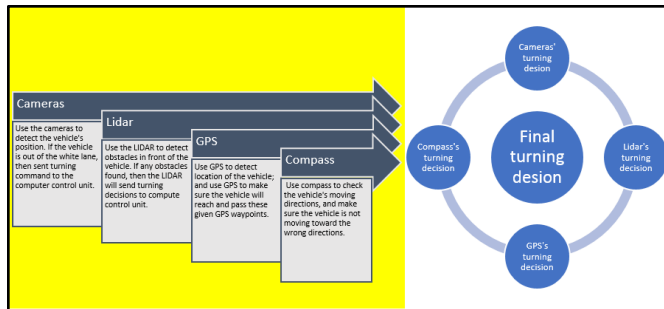 Cameras
Use the cameras to
detect the vehicle's
position. If the vehicle
is out of the white lane,
then sent turning
command to the
computer control unit.
Lidar
Use the LIDAR to detect
obstacles in front of the
vehicle. If any obstacles
found, then the LIDAR
will send turning
decisions to compute
control unit.
GPS
Use GPS to detect
location of the vehicle;
and use GPS to make
sure the vehicle will
reach and pass these
given GPS waypoints.
Compass
Use compass to check
the vehicle's moving
directions, and make
sure the vehicle is not
moving toward the
wrong directions.
Cameras'
turning
desion
Compass's
turning
decision
Final
turning
desion
Lidar's
turning
decision
GPS's
turning
decision